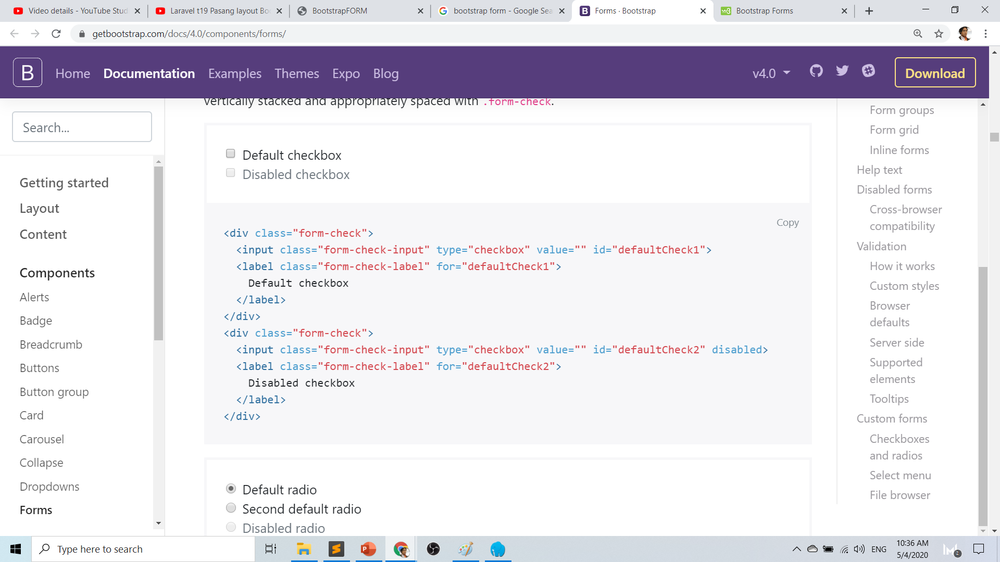 Video details - YouTube Stud
Laravel t19 Pasang layout Boo
BootstrapFORM
bootstrap form - Google Sea
Forms · Bootstrap
Bootstrap Forms
getbootstrap.com/docs/4.0/components/forms/
B Home Documentation Examples Themes Expo Blog v4.0 Download
vertically stacked and appropriately spaced with .form-check.
Search...
Getting started
Layout
Content
Components
Alerts
Badge
Breadcrumb
Buttons
Button group
Card
Carousel
Collapse
Dropdowns
Forms
Default checkbox
Disabled checkbox
Copy
<div class="form-check">
  <input class="form-check-input" type="checkbox" value="" id="defaultCheck1">
  <label class="form-check-label" for="defaultCheck1">
    Default checkbox
  </label>
</div>
<div class="form-check">
  <input class="form-check-input" type="checkbox" value="" id="defaultCheck2" disabled>
  <label class="form-check-label" for="defaultCheck2">
    Disabled checkbox
  </label>
</div>
Default radio
Second default radio
Disabled radio
Form groups
Form grid
Inline forms
Help text
Disabled forms
Cross-browser
compatibility
Validation
How it works
Custom styles
Browser
defaults
Server side
Supported
elements
Tooltips
Custom forms
Checkboxes
and radios
Select menu
File browser
Type here to search
ENG
10:36 AM
5/4/2020
2